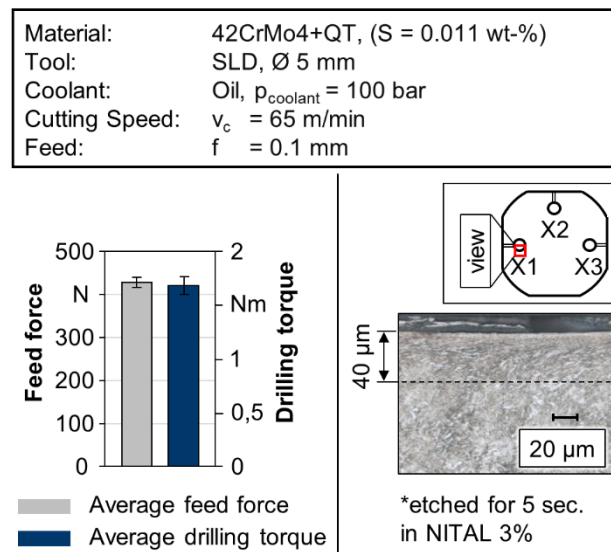 Material: 42CrMo4+QT, (S = 0.011 wt-%)
Tool: SLD, Ø 5 mm
Coolant: Oil, p_coolant = 100 bar
Cutting Speed: v_c = 65 m/min
Feed: f = 0.1 mm
500
N
400
300
200
100
0
Feed force
2
Nm
1
0,5
0
Drilling torque
Average feed force
Average drilling torque
view
X1
X2
X3
40 µm
20 µm
*etched for 5 sec.
in NITAL 3%